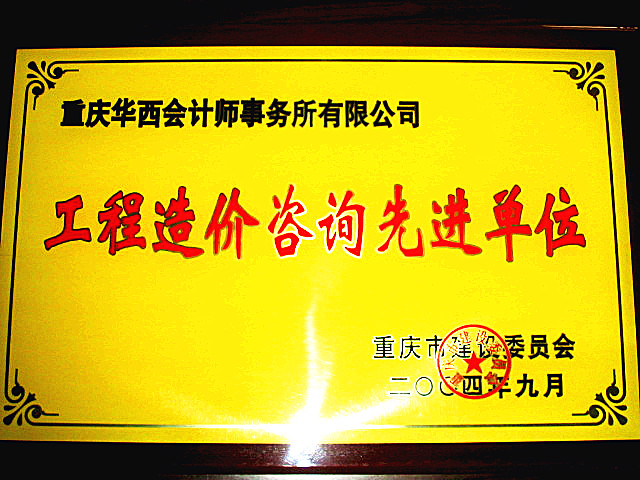 重庆华西会计师事务所有限公司
工程造价咨询先进单位
重庆市建设委员会
二〇〇四年九月